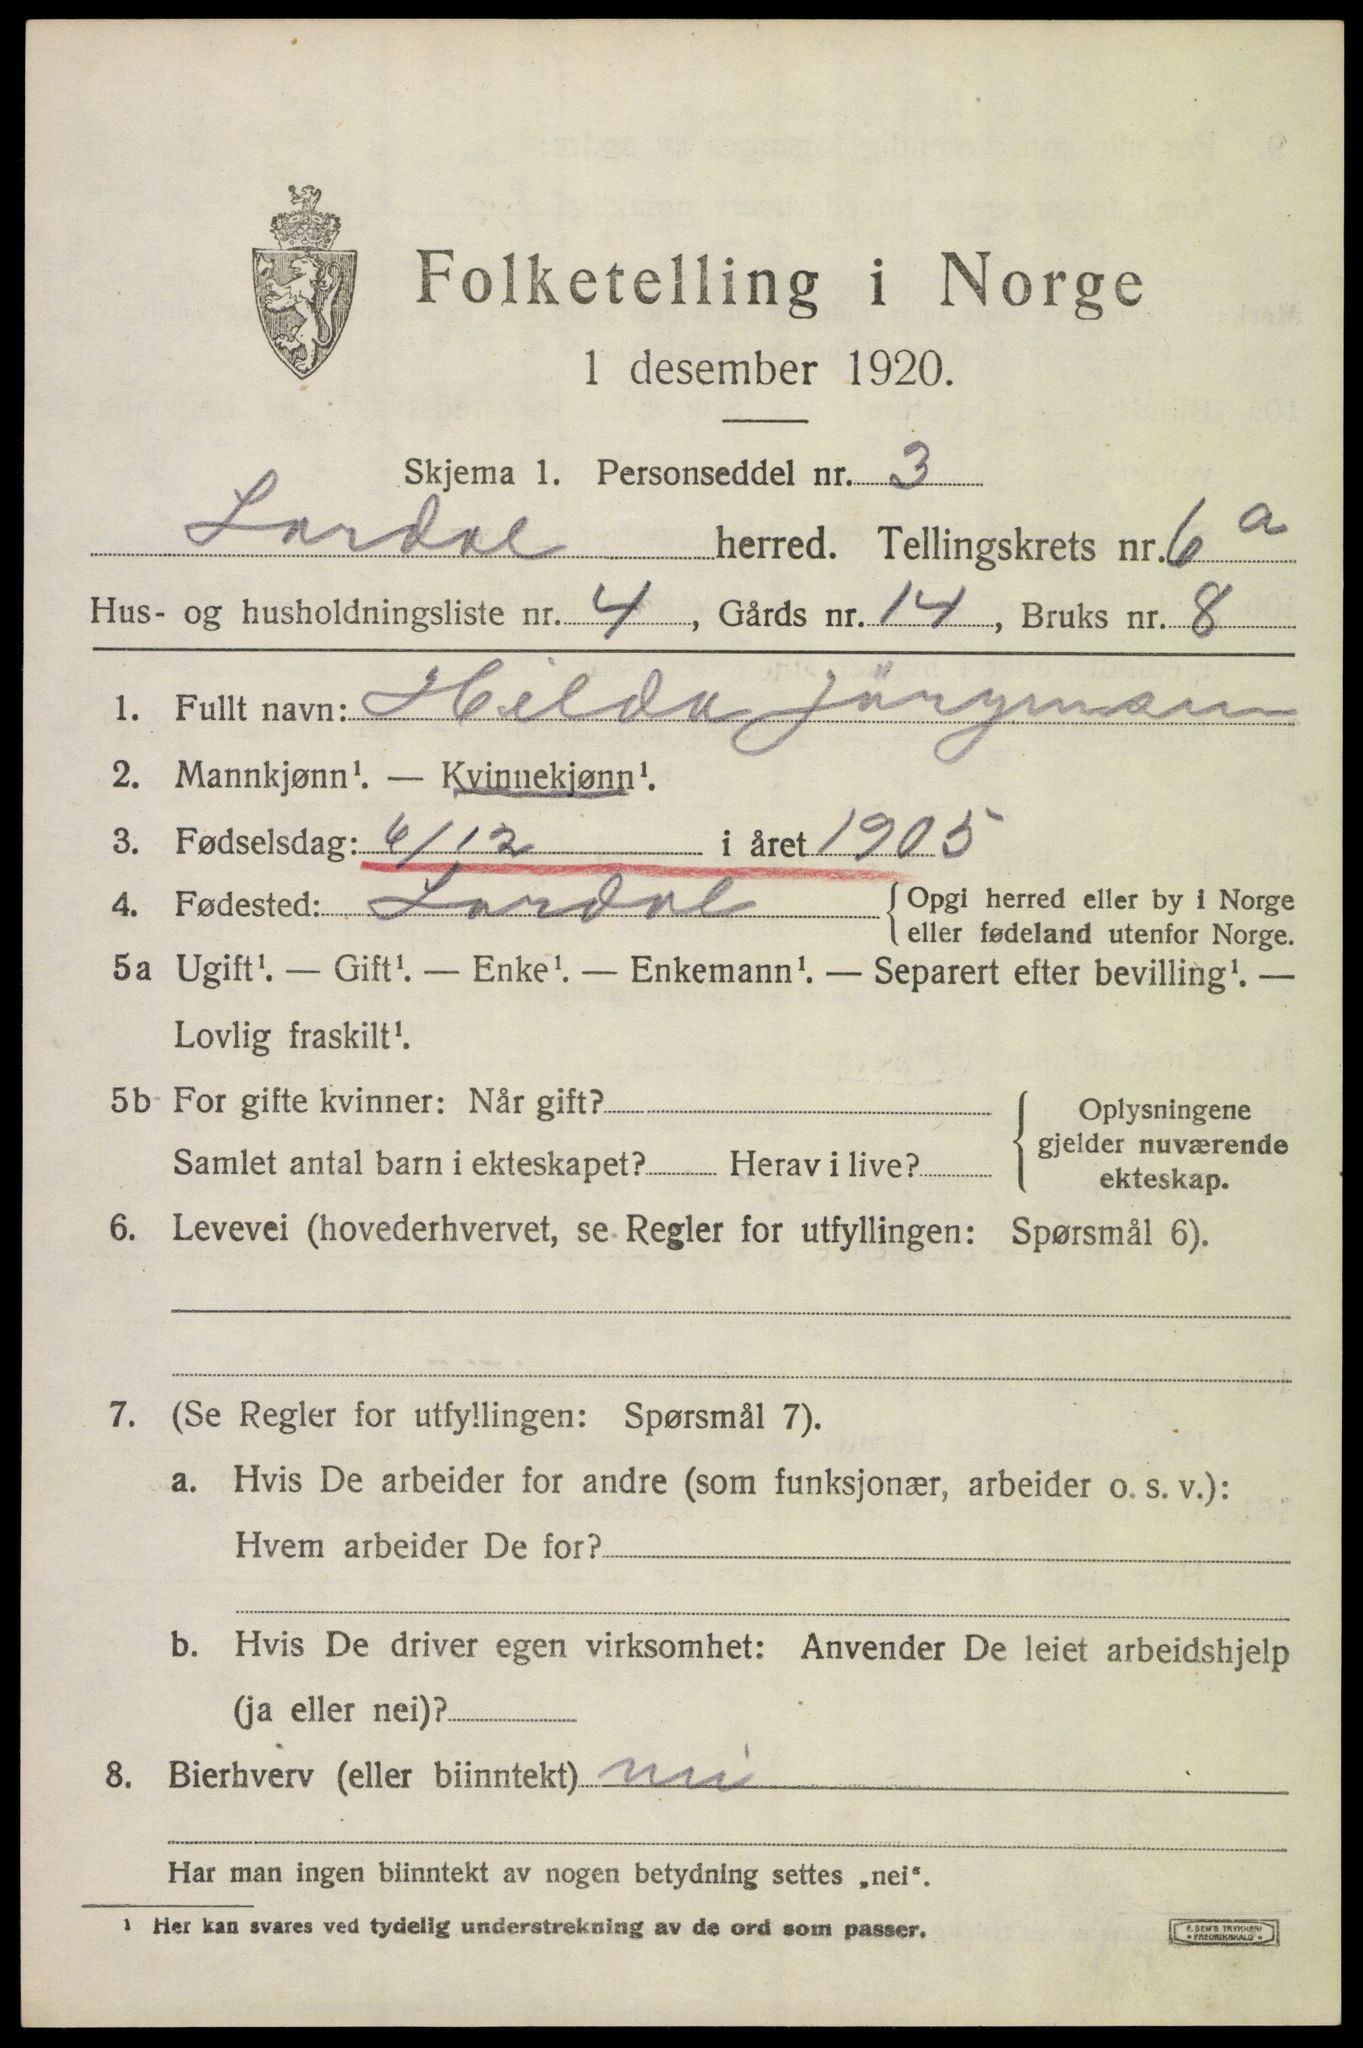 Folketelling i Norge
1 desember 1920.
Skjema 1. Personseddel nr. 3
Lardal herred. Tellingskrets nr. 6 a
Hus- og husholdningsliste nr. 4, Gårds nr. 14, Bruks nr. 8
1. Fullt navn: Hilda
2. Mannkjønn¹. — Kvinnekjønn¹.
3. Fødselsdag: 6/12 i året 1905
4. Fødested: Lardal { Opgi herred eller by i Norge
eller fødeland utenfor Norge.
5a Ugift¹. — Gift¹. — Enke¹. — Enkemann¹. — Separert efter bevilling¹. —
Lovlig fraskilt¹.
5b For gifte kvinner: Når gift?
Samlet antal barn i ekteskapet? Herav i live?
{ Oplysningene
gjelder nuværende
ekteskap.
6. Levevei (hovederhvervet, se Regler for utfyllingen: Spørsmål 6).
7. (Se Regler for utfyllingen: Spørsmål 7).
a. Hvis De arbeider for andre (som funksjonær, arbeider o. s. v.):
Hvem arbeider De for?
b. Hvis De driver egen virksomhet: Anvender De leiet arbeidshjelp
(ja eller nei)?
8. Bierhverv (eller biinntekt) nei
Har man ingen biinntekt av nogen betydning settes „nei“.
¹ Her kan svares ved tydelig understrekning av de ord som passer.
E. SEM'S TRYKKERI
• FREDRIKSHALD •